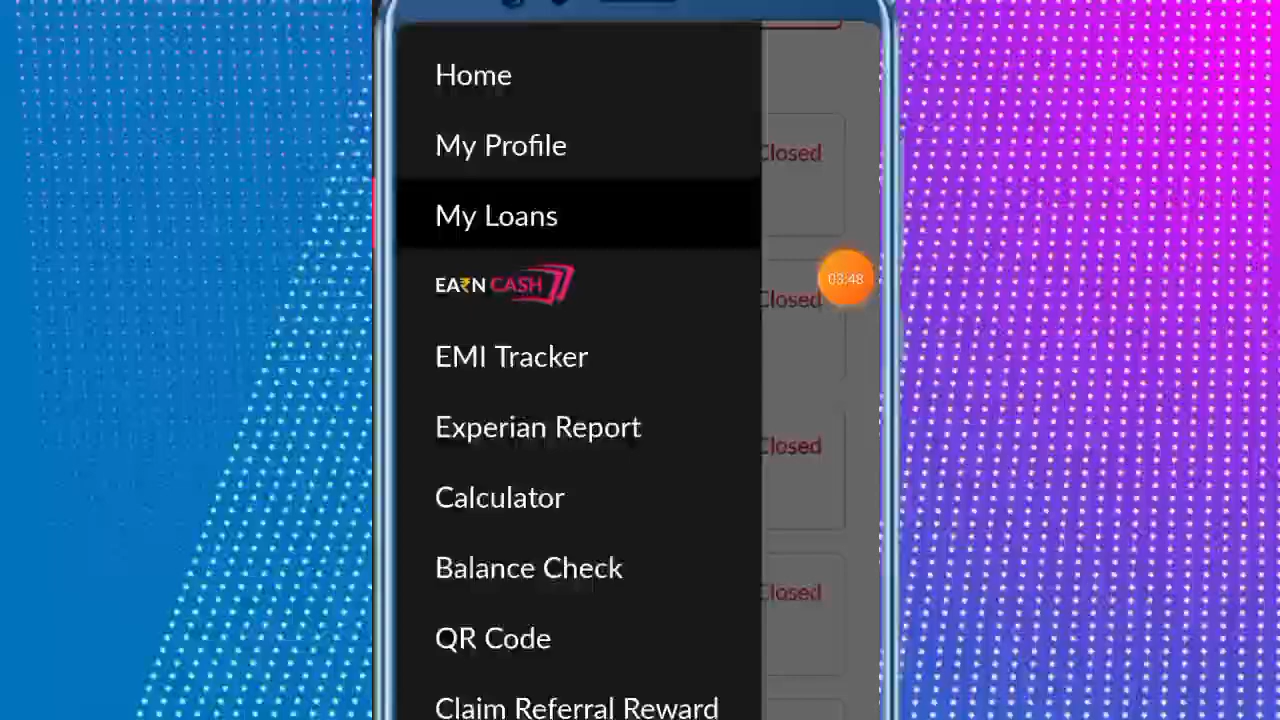 Home
My Profile
Closed
My Loans
EA₹N CASH
03:48
Closed
EMI Tracker
Experian Report
Closed
Calculator
Balance Check
Closed
QR Code
Claim Referral Reward